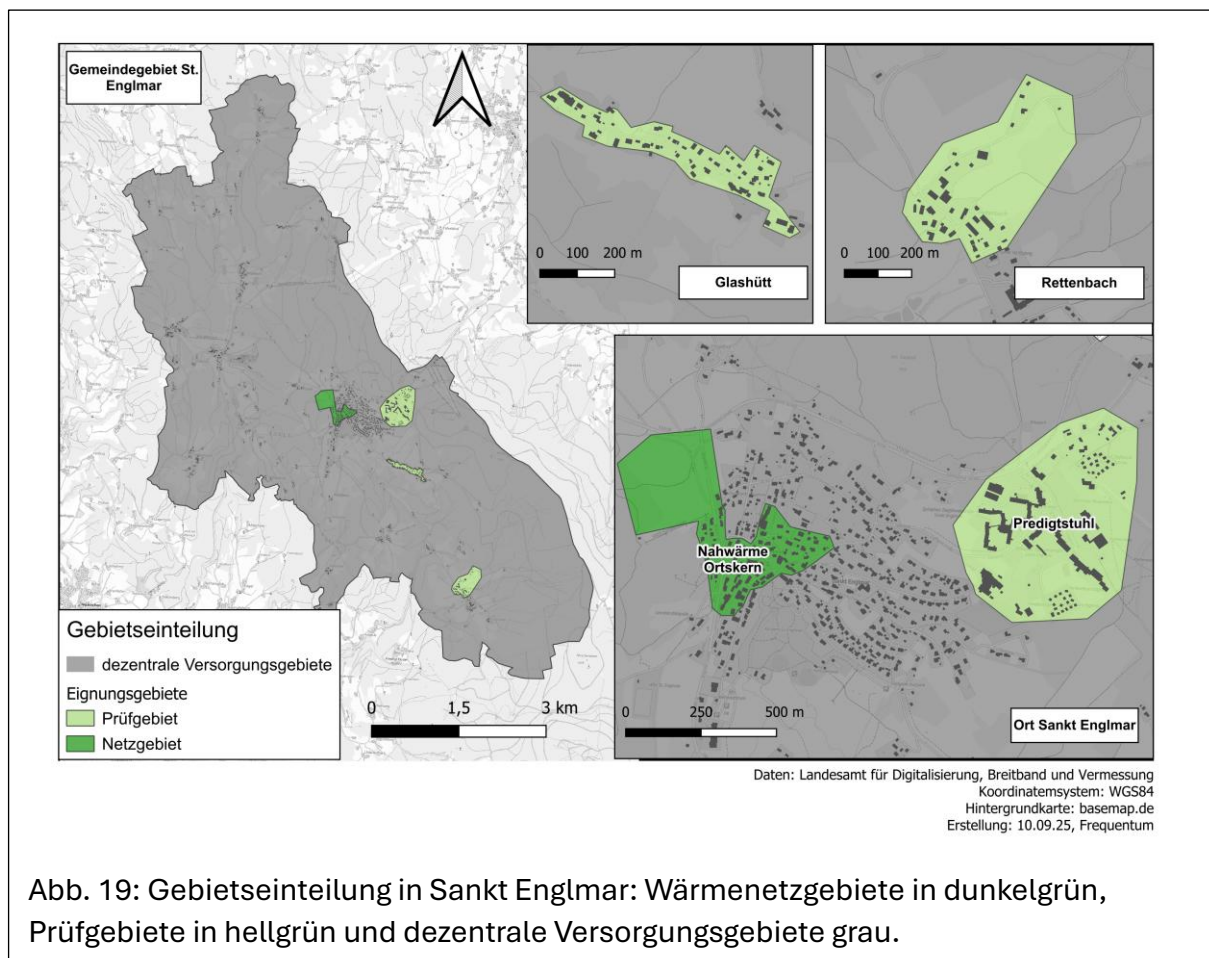 Gemeindegebiet St.
Englmar
0 100 200 m
Glashütt
0 100 200 m
Rettenbach
Gebietseinteilung
dezentrale Versorgungsgebiete
Eignungsgebiete
Prüfgebiet
Netzgebiet
0 1,5 3 km
Nahwärme
Ortskern
Predigtstuhl
0 250 500 m
Ort Sankt Englmar
Daten: Landesamt für Digitalisierung, Breitband und Vermessung
Koordinatemsystem: WGS84
Hintergrundkarte: basemap.de
Erstellung: 10.09.25, Frequentum
Abb. 19: Gebietseinteilung in Sankt Englmar: Wärmenetzgebiete in dunkelgrün,
Prüfgebiete in hellgrün und dezentrale Versorgungsgebiete grau.